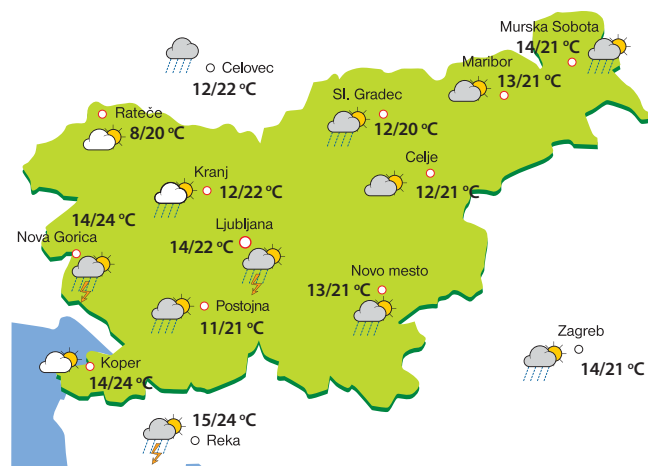 Murska Sobota
14/21 °C
Maribor
13/21 °C
Celovec
12/22 °C
Sl. Gradec
12/20 °C
Rateče
8/20 °C
Celje
12/21 °C
Kranj
12/22 °C
14/24 °C
Nova Gorica
Ljubljana
14/22 °C
Novo mesto
13/21 °C
Postojna
11/21 °C
Zagreb
14/21 °C
Koper
14/24 °C
15/24 °C
Reka